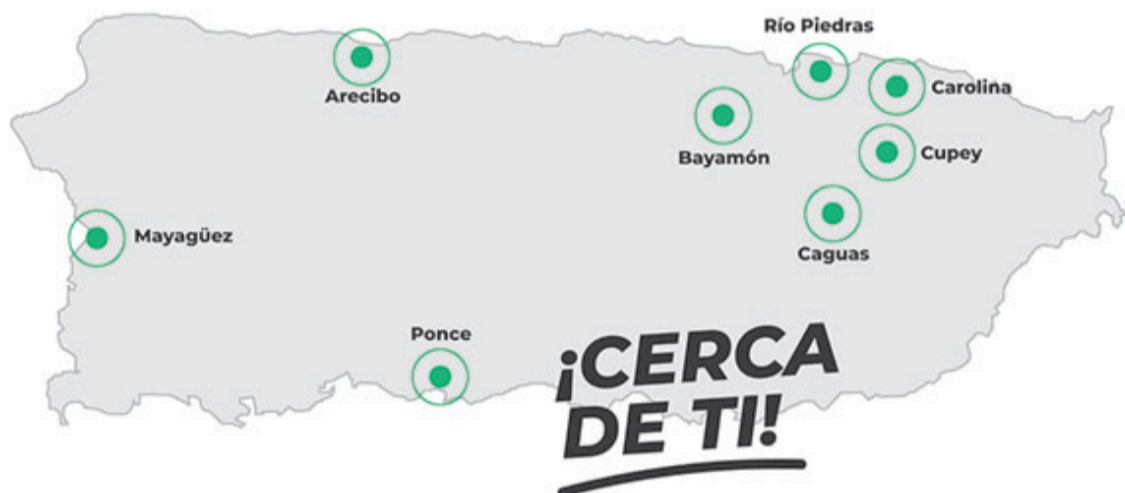 Río Piedras
Arecibo
Carolina
Bayamón
Cupey
Mayagüez
Caguas
Ponce
¡CERCA
DE TI!